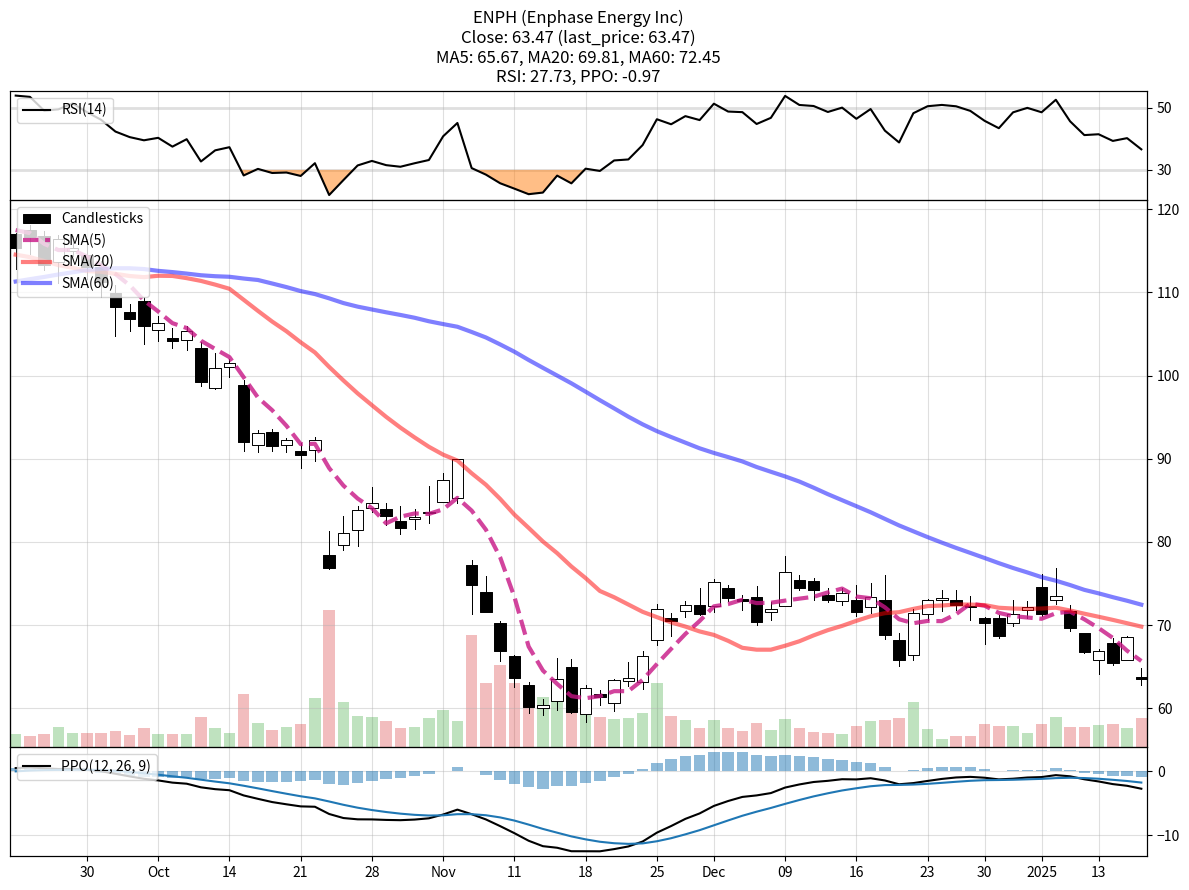 ENPH (Enphase Energy Inc)
Close: 63.47 (last_price: 63.47)
MA5: 65.67, MA20: 69.81, MA60: 72.45
RSI: 27.73, PPO: -0.97
RSI(14)
50
30
Candlesticks
SMA(5)
SMA(20)
SMA(60)
120
110
100
90
80
70
60
PPO(12, 26, 9)
0
−10
30 Oct 14 21 28 Nov 11 18 25 Dec 09 16 23 30 2025 13